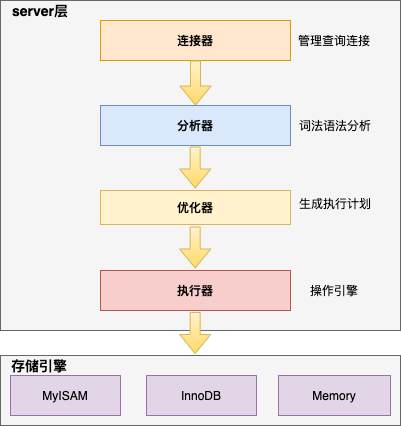 server层
连接器
管理查询连接
分析器
词法语法分析
优化器
生成执行计划
执行器
操作引擎
存储引擎
MyISAM
InnoDB
Memory